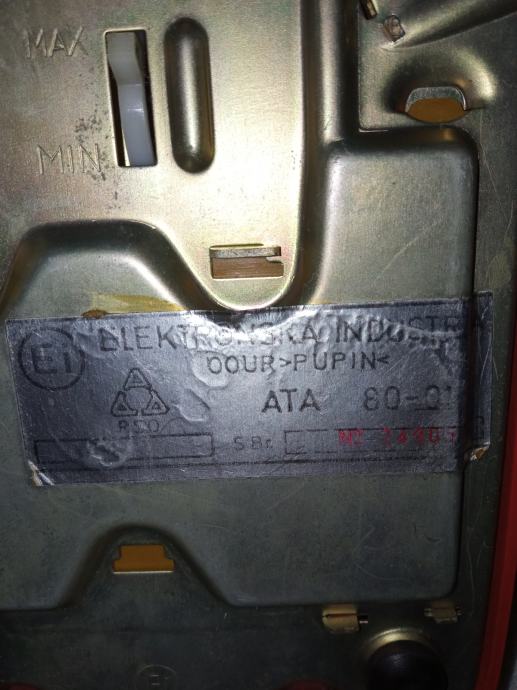 MAX
MIN
Ei ELEKTRONSKA INDUSTRIJA
OOUR>PUPIN<
ATA 80-01
RSO
SBr